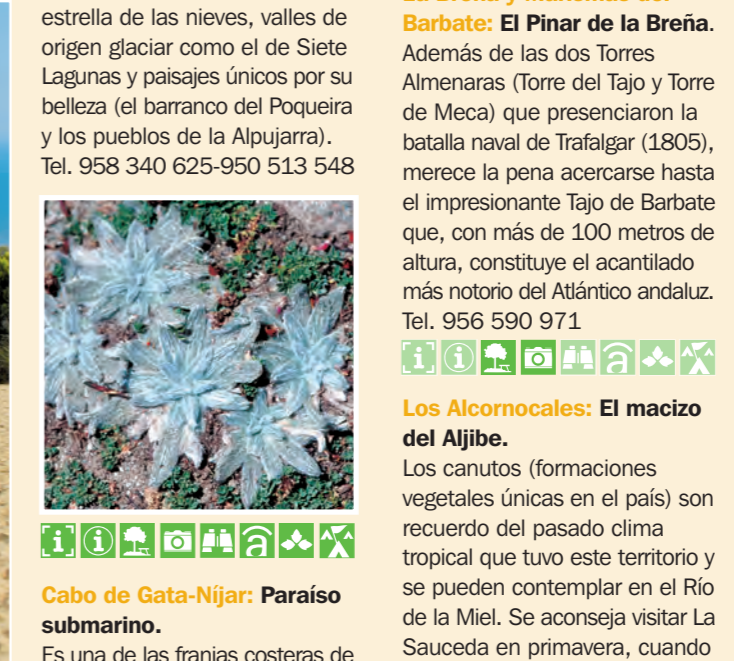 estrella de las nieves, valles de
origen glaciar como el de Siete
Lagunas y paisajes únicos por su
belleza (el barranco del Poqueira
y los pueblos de la Alpujarra).
Tel. 958 340 625-950 513 548
Cabo de Gata-Níjar: Paraíso
submarino.
Es una de las franjas costeras de
Barbate: El Pinar de la Breña.
Además de las dos Torres
Almenaras (Torre del Tajo y Torre
de Meca) que presenciaron la
batalla naval de Trafalgar (1805),
merece la pena acercarse hasta
el impresionante Tajo de Barbate
que, con más de 100 metros de
altura, constituye el acantilado
más notorio del Atlántico andaluz.
Tel. 956 590 971
Los Alcornocales: El macizo
del Aljibe.
Los canutos (formaciones
vegetales únicas en el país) son
recuerdo del pasado clima
tropical que tuvo este territorio y
se pueden contemplar en el Río
de la Miel. Se aconseja visitar La
Sauceda en primavera, cuando